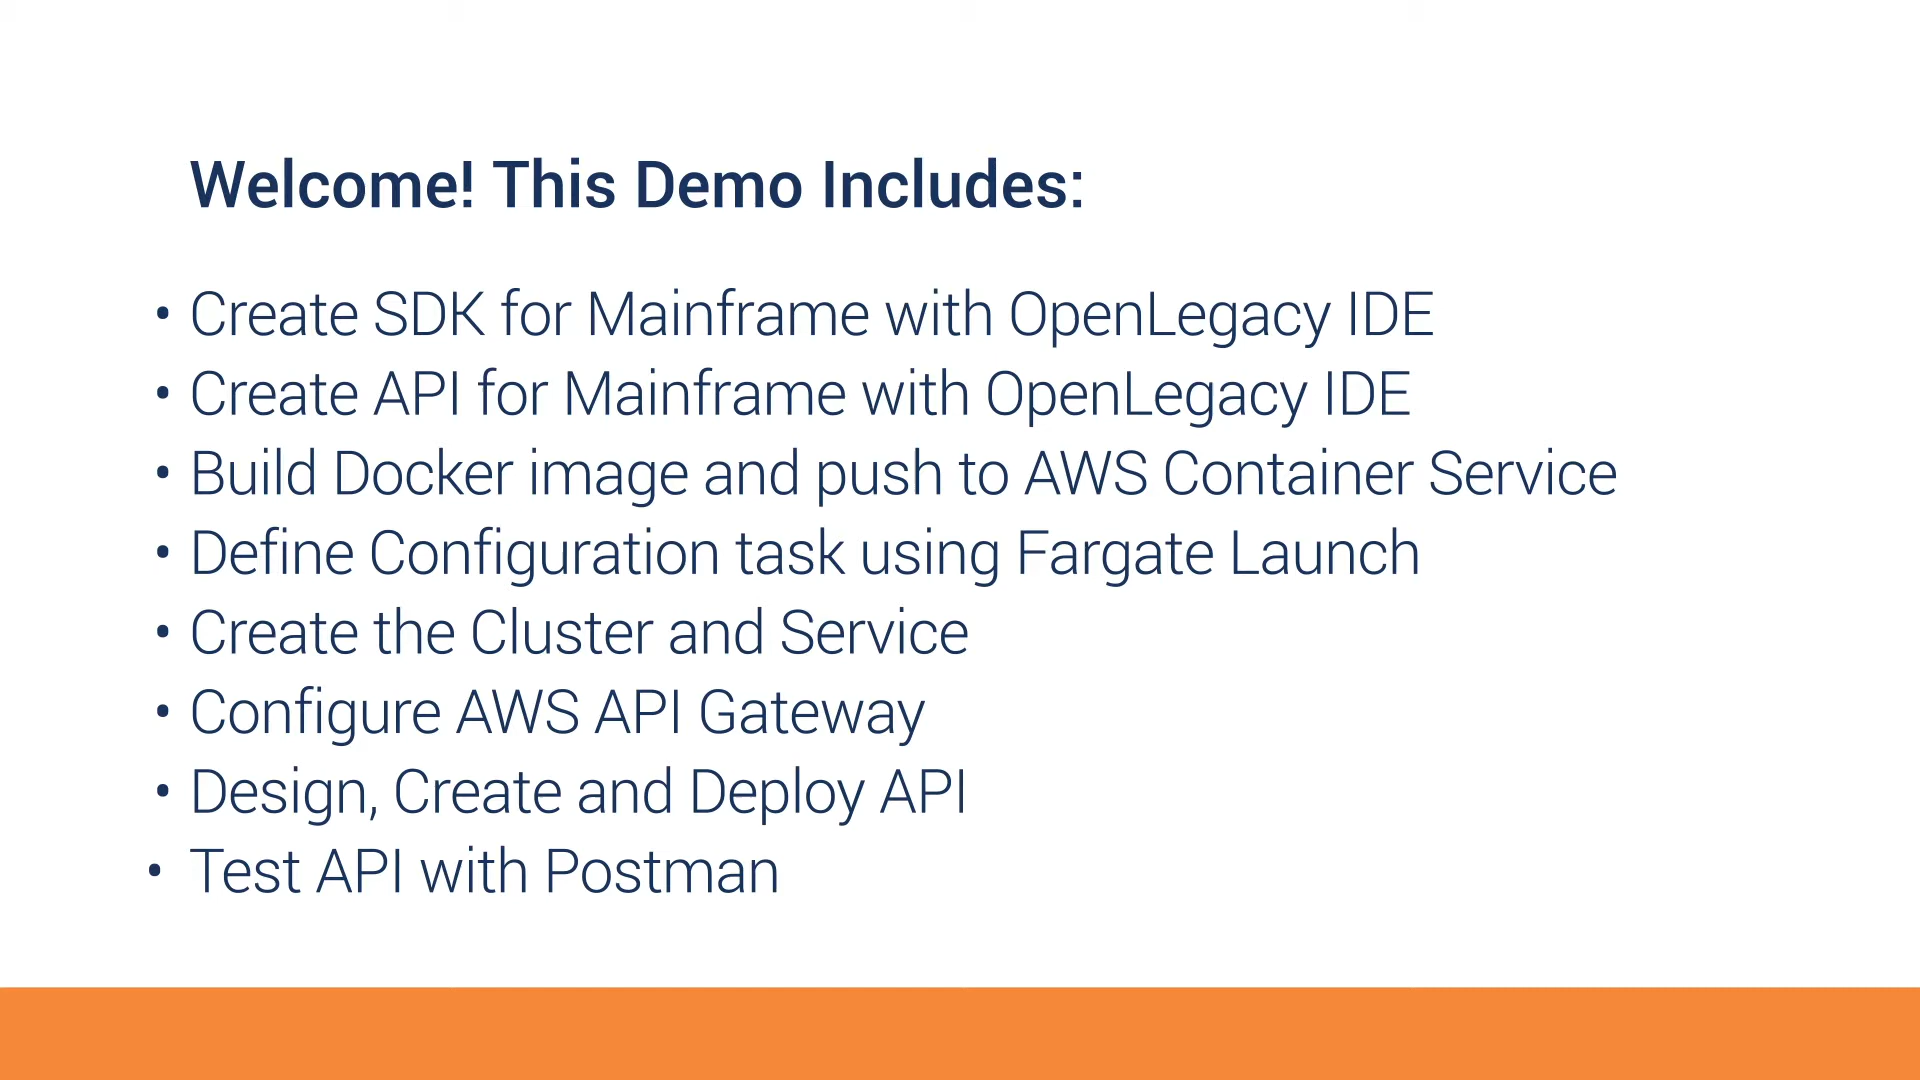 Welcome! This Demo Includes:
• Create SDK for Mainframe with OpenLegacy IDE
• Create API for Mainframe with OpenLegacy IDE
• Build Docker image and push to AWS Container Service
• Define Configuration task using Fargate Launch
• Create the Cluster and Service
• Configure AWS API Gateway
• Design, Create and Deploy API
• Test API with Postman